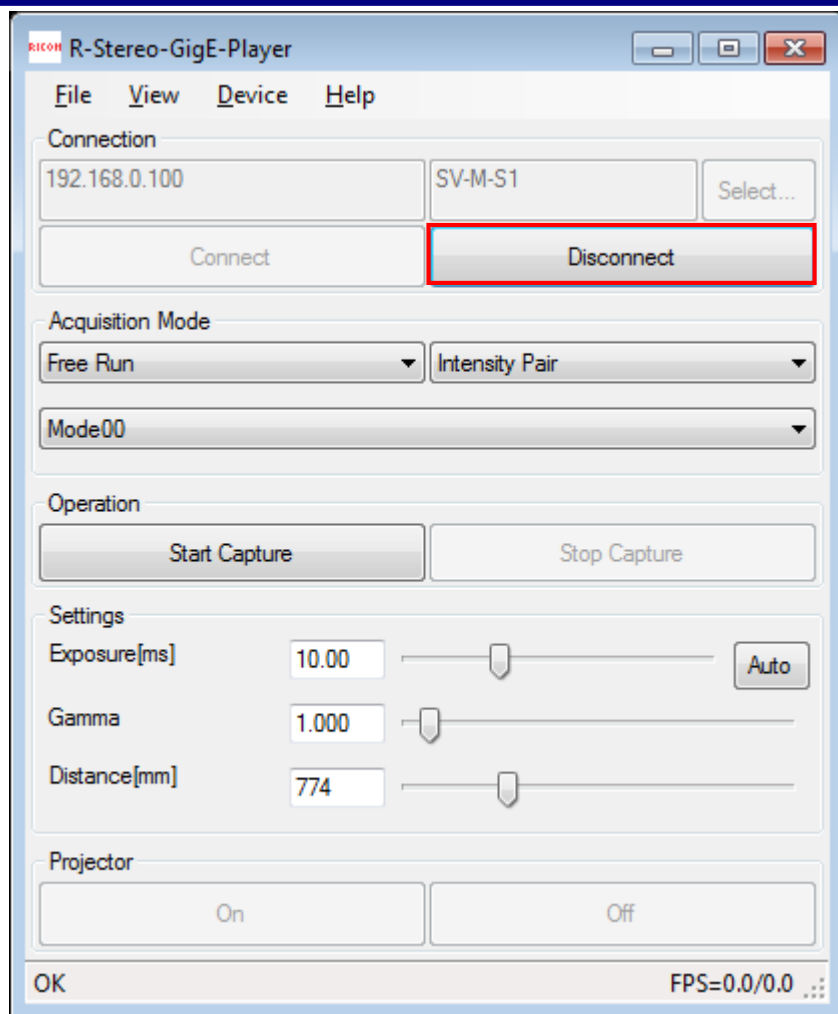 RICOH R-Stereo-GigE-Player
File View Device Help
Connection
192.168.0.100 SV-M-S1 Select...
Connect Disconnect
Acquisition Mode
Free Run Intensity Pair
Mode00
Operation
Start Capture Stop Capture
Settings
Exposure[ms] 10.00 Auto
Gamma 1.000
Distance[mm] 774
Projector
On Off
OK FPS=0.0/0.0